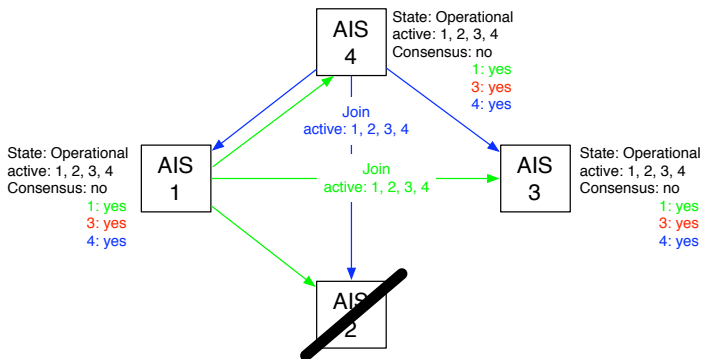 AIS
4
State: Operational
active: 1, 2, 3, 4
Consensus: no
1: yes
3: yes
4: yes
Join
active: 1, 2, 3, 4
State: Operational
active: 1, 2, 3, 4
Consensus: no
1: yes
3: yes
4: yes
AIS
1
Join
active: 1, 2, 3, 4
AIS
3
State: Operational
active: 1, 2, 3, 4
Consensus: no
1: yes
3: yes
4: yes
AIS
2